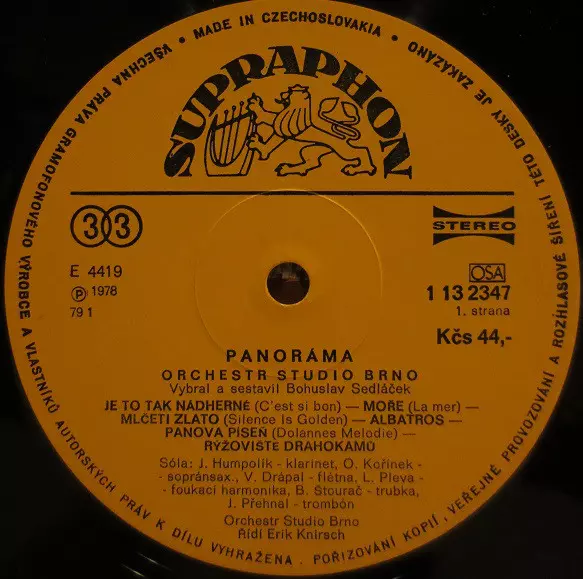 MADE IN CZECHOSLOVAKIA •
VŠECHNA PRÁVA GRAMOFONOVÉHO VÝROBCE A VLASTNÍKŮ AUTORSKÝCH PRÁV K DÍLU VYHRAŽENA. POŘIZOVÁNÍ KOPIÍ, VEŘEJNÉ PROVOZOVÁNÍ A ROZHLASOVÉ ŠÍŘENÍ TÉTO DESKY JE ZAKÁZÁNO
SUPRAPHON
33
STEREO
E 4419
Ⓟ 1978
79 1
OSA
1 13 2347
1. strana
Kčs 44,-
PANORÁMA
ORCHESTR STUDIO BRNO
Vybral a sestavil Bohuslav Sedláček
JE TO TAK NÁDHERNÉ (C'est si bon) — MOŘE (La mer) —
MLČETI ZLATO (Silence Is Golden) — ALBATROS —
PANOVA PÍSEŇ (Dolannes Melodie) —
RÝŽOVIŠTĚ DRAHOKAMŮ
Sóla: J. Humpolík - klarinet, O. Kořínek -
- sopránsax., V. Drápal - flétna, L. Pleva -
- foukací harmonika, B. Štourač - trubka,
J. Přehnal - trombón
Orchestr Studio Brno
Řídí Erik Knirsch